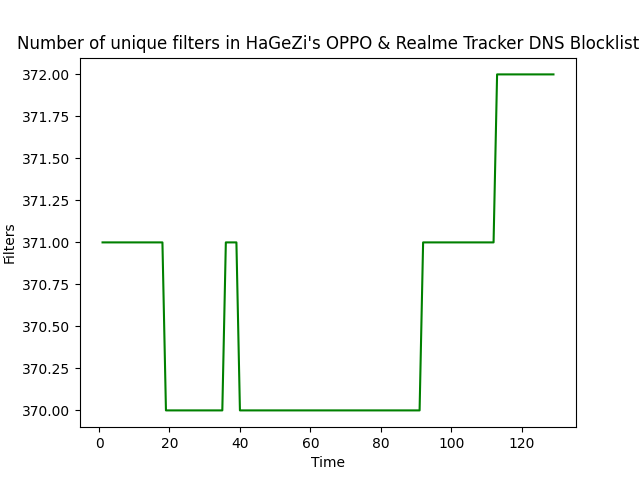 Number of unique filters in HaGeZi's OPPO & Realme Tracker DNS Blocklist
372.00
371.75
371.50
371.25
371.00
370.75
370.50
370.25
370.00
Filters
0 20 40 60 80 100 120
Time